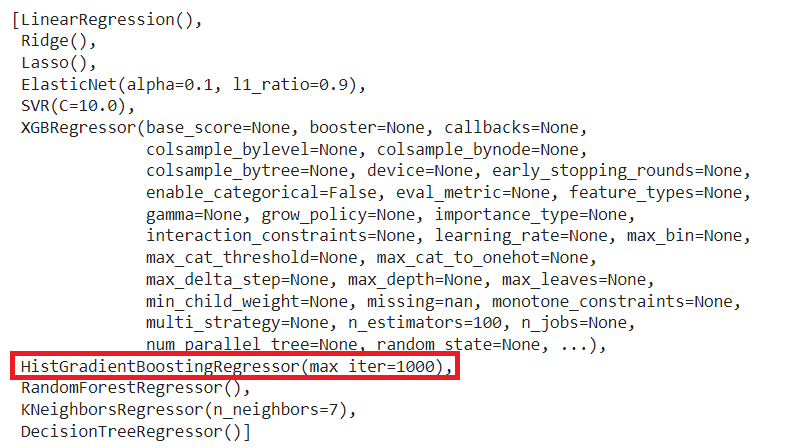 [LinearRegression(),
Ridge(),
Lasso(),
ElasticNet(alpha=0.1, l1_ratio=0.9),
SVR(C=10.0),
XGBRegressor(base_score=None, booster=None, callbacks=None,
colsample_bylevel=None, colsample_bynode=None,
colsample_bytree=None, device=None, early_stopping_rounds=None,
enable_categorical=False, eval_metric=None, feature_types=None,
gamma=None, grow_policy=None, importance_type=None,
interaction_constraints=None, learning_rate=None, max_bin=None,
max_cat_threshold=None, max_cat_to_onehot=None,
max_delta_step=None, max_depth=None, max_leaves=None,
min_child_weight=None, missing=nan, monotone_constraints=None,
multi_strategy=None, n_estimators=100, n_jobs=None,
num_parallel_tree=None, random_state=None, ...),
HistGradientBoostingRegressor(max_iter=1000),
RandomForestRegressor(),
KNeighborsRegressor(n_neighbors=7),
DecisionTreeRegressor()]